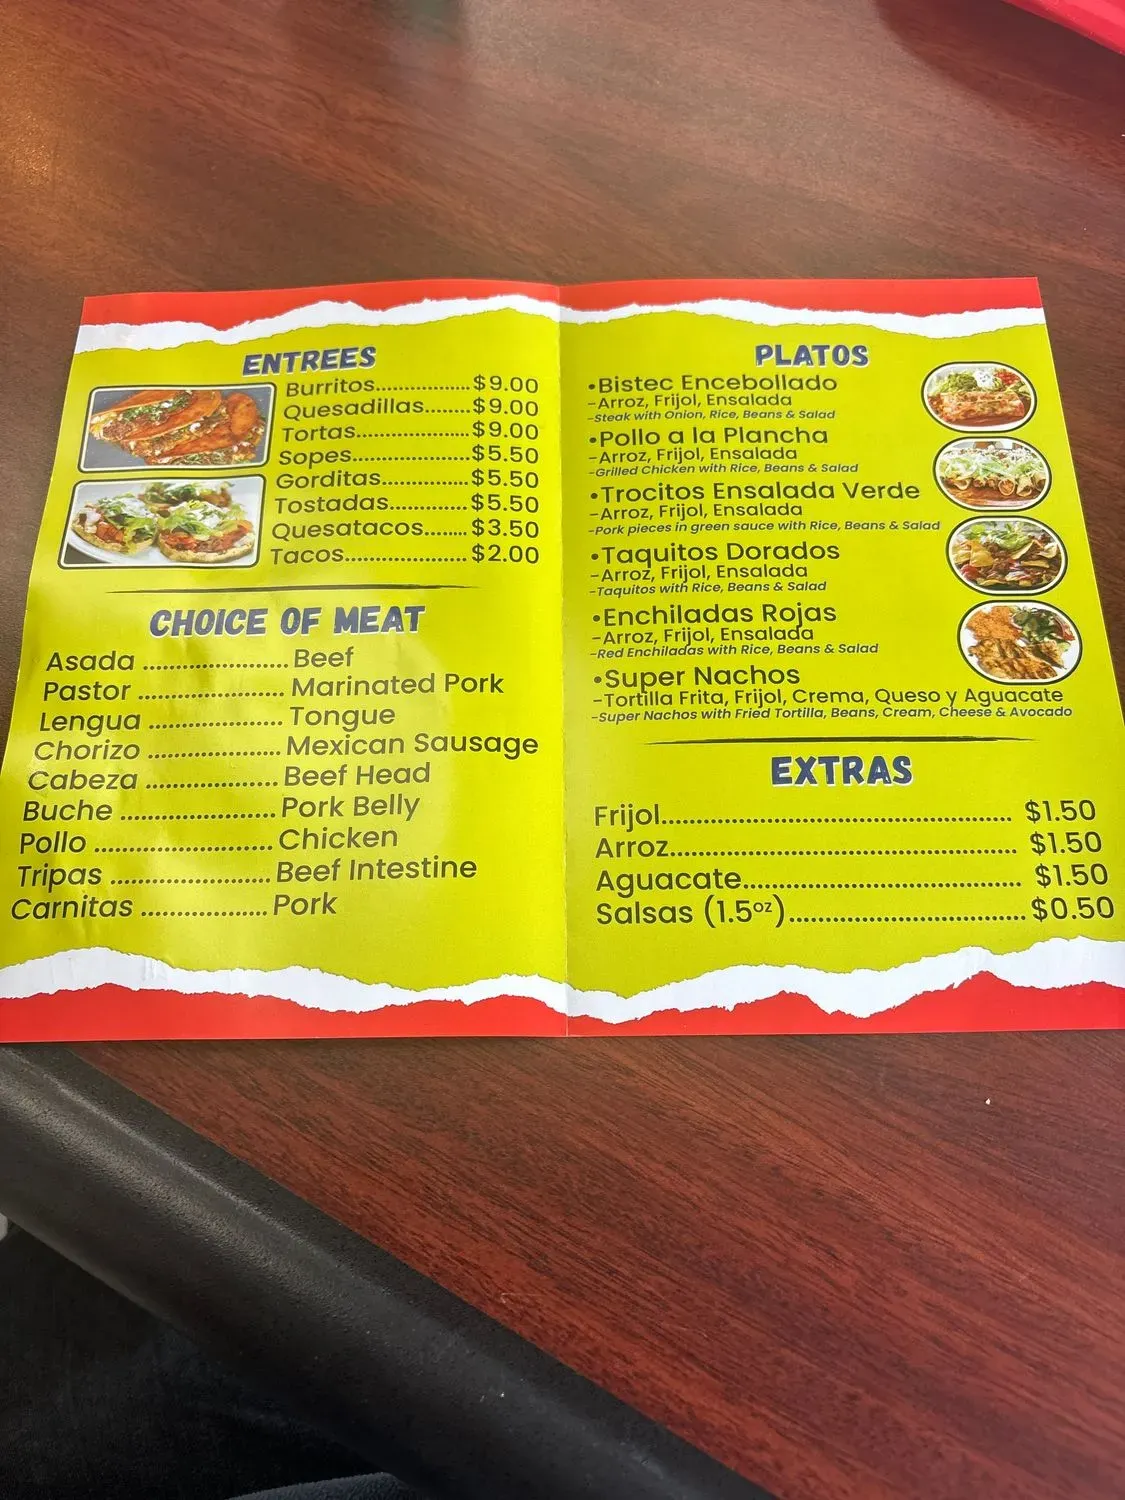 ENTREES
Burritos..................$9.00
Quesadillas........$9.00
Tortas.....................$9.00
Sopes.....................$5.50
Gorditas................$5.50
Tostadas...............$5.50
Quesatacos.......$3.50
Tacos......................$2.00
CHOICE OF MEAT
Asada ........................Beef
Pastor ........................Marinated Pork
Lengua ......................Tongue
Chorizo ......................Mexican Sausage
Cabeza ......................Beef Head
Buche ..........................Pork Belly
Pollo ..............................Chicken
Tripas ...........................Beef Intestine
Carnitas .....................Pork
PLATOS
•Bistec Encebollado
-Arroz, Frijol, Ensalada
-Steak with Onion, Rice, Beans & Salad
•Pollo a la Plancha
-Arroz, Frijol, Ensalada
-Grilled Chicken with Rice, Beans & Salad
•Trocitos Ensalada Verde
-Arroz, Frijol, Ensalada
-Pork pieces in green sauce with Rice, Beans & Salad
•Taquitos Dorados
-Arroz, Frijol, Ensalada
-Taquitos with Rice, Beans & Salad
•Enchiladas Rojas
-Arroz, Frijol, Ensalada
-Red Enchiladas with Rice, Beans & Salad
•Super Nachos
-Tortilla Frita, Frijol, Crema, Queso y Aguacate
-Super Nachos with Fried Tortilla, Beans, Cream, Cheese & Avocado
EXTRAS
Frijol.................................................... $1.50
Arroz.................................................... $1.50
Aguacate.......................................... $1.50
Salsas (1.5oz)................................... $0.50